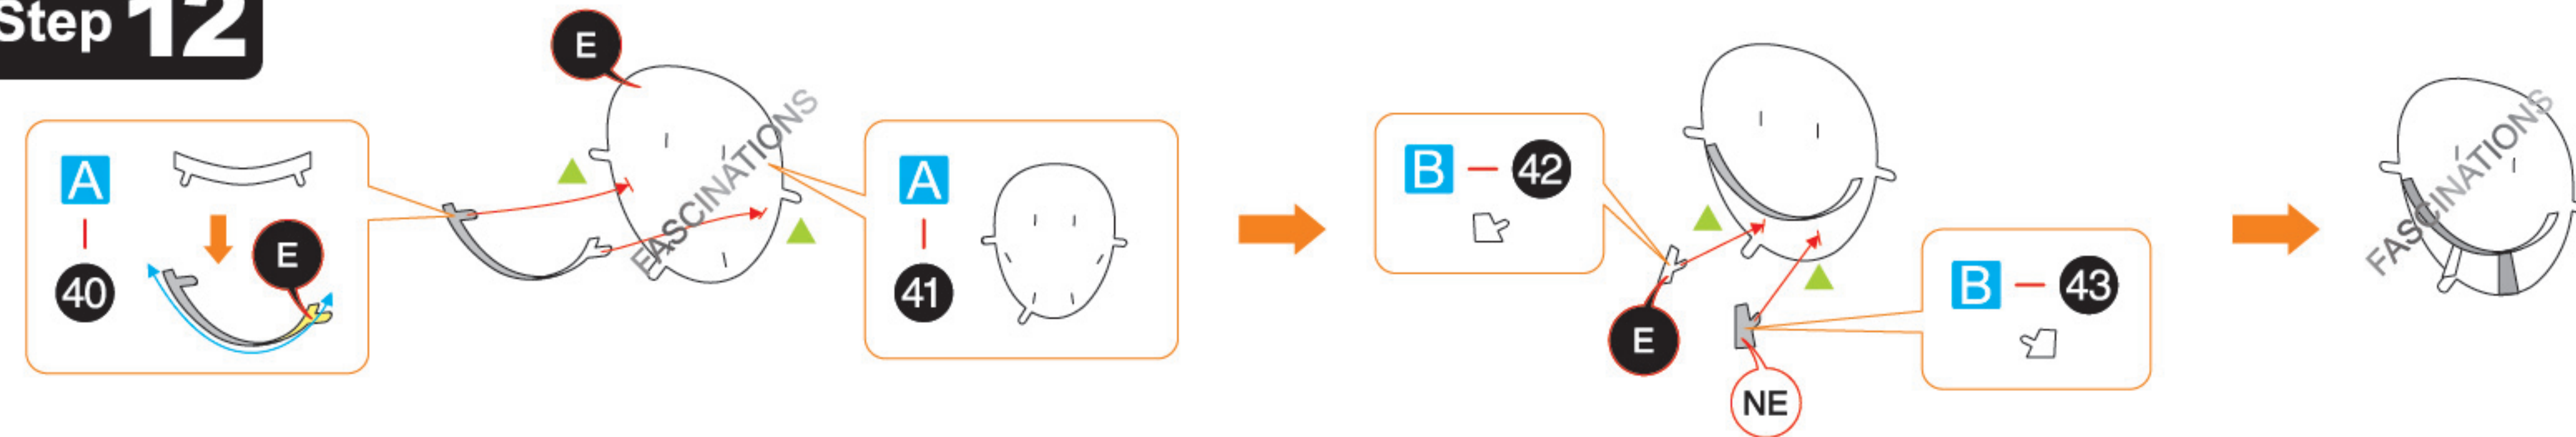 Step 12
E
FASCINATIONS
A
40
E
A
41
B - 42
E
B - 43
NE
FASCINATIONS